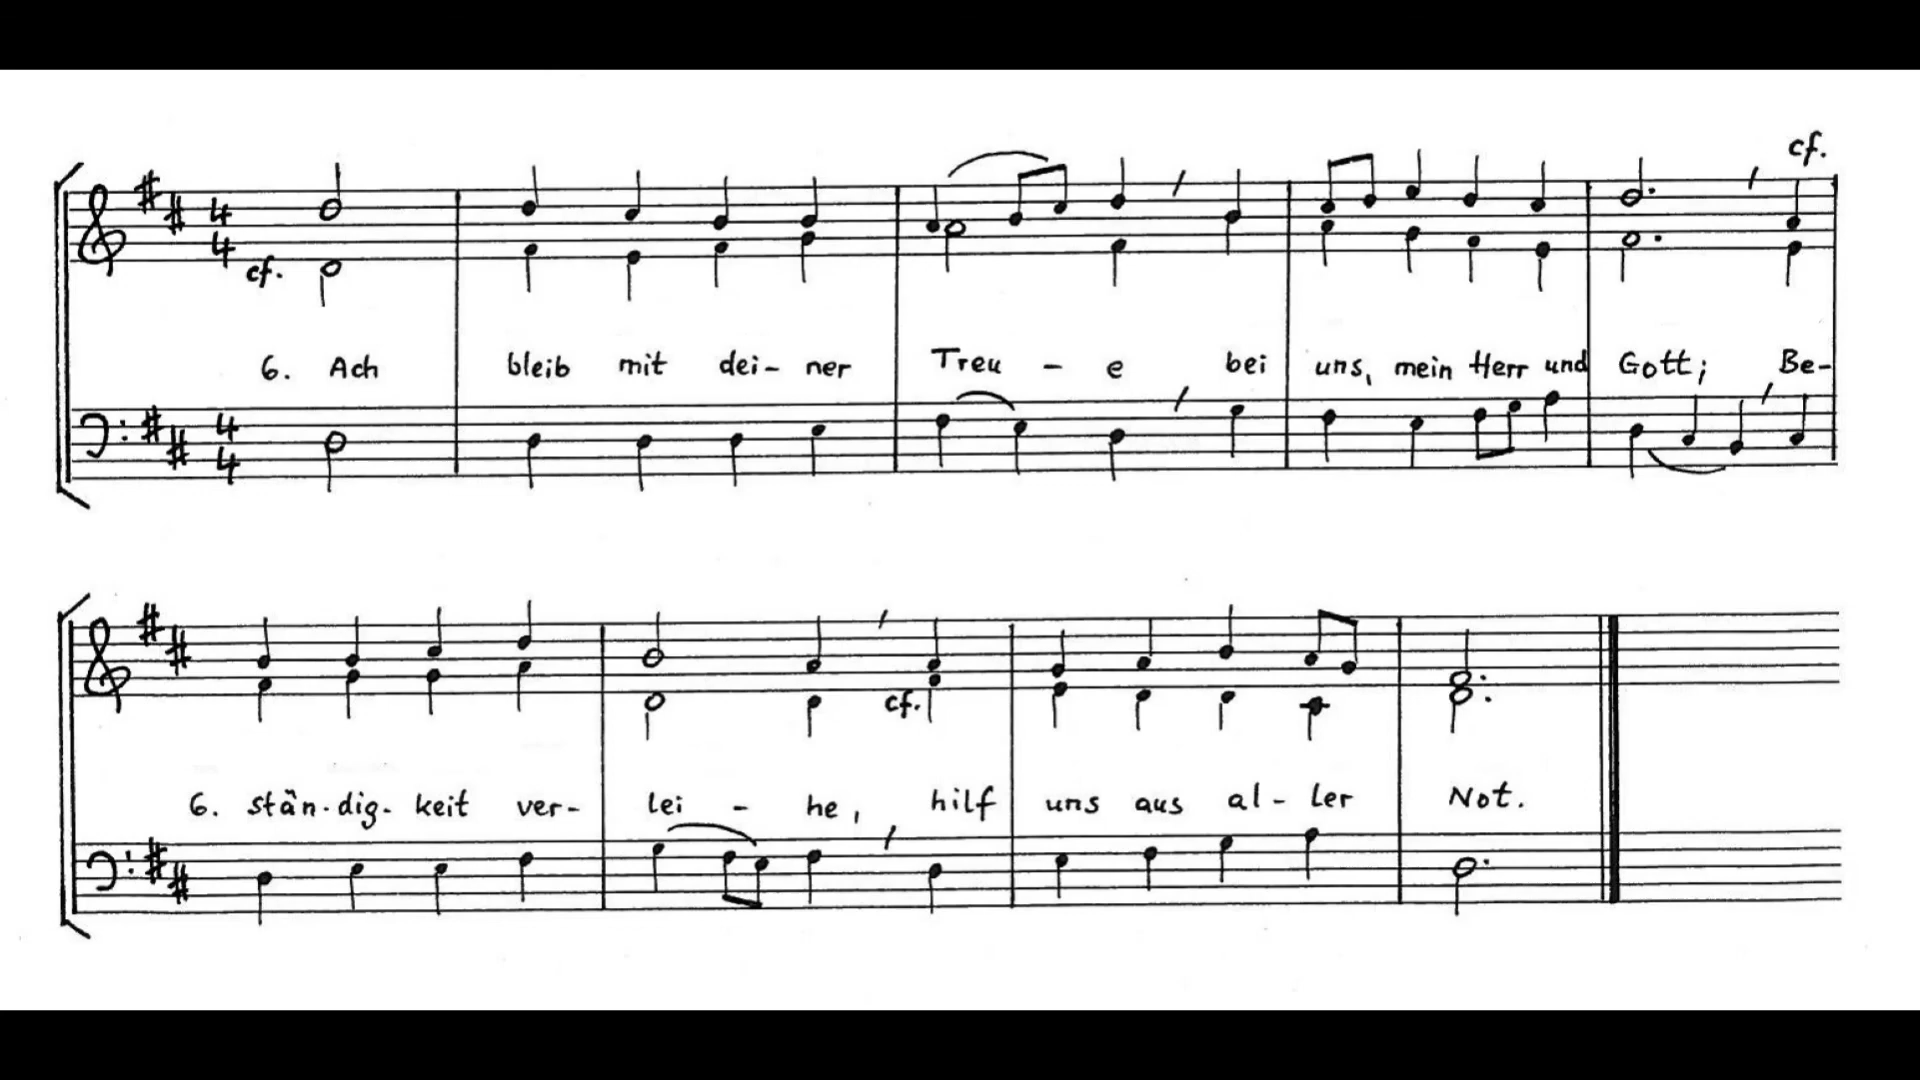 cf.
4
4
cf.
6. Ach bleib mit dei- ner Treu - e bei uns, mein Herr und Gott; Be-
4
4
cf.
6. stän-dig- keit ver- lei - he, hilf uns aus al- ler Not.